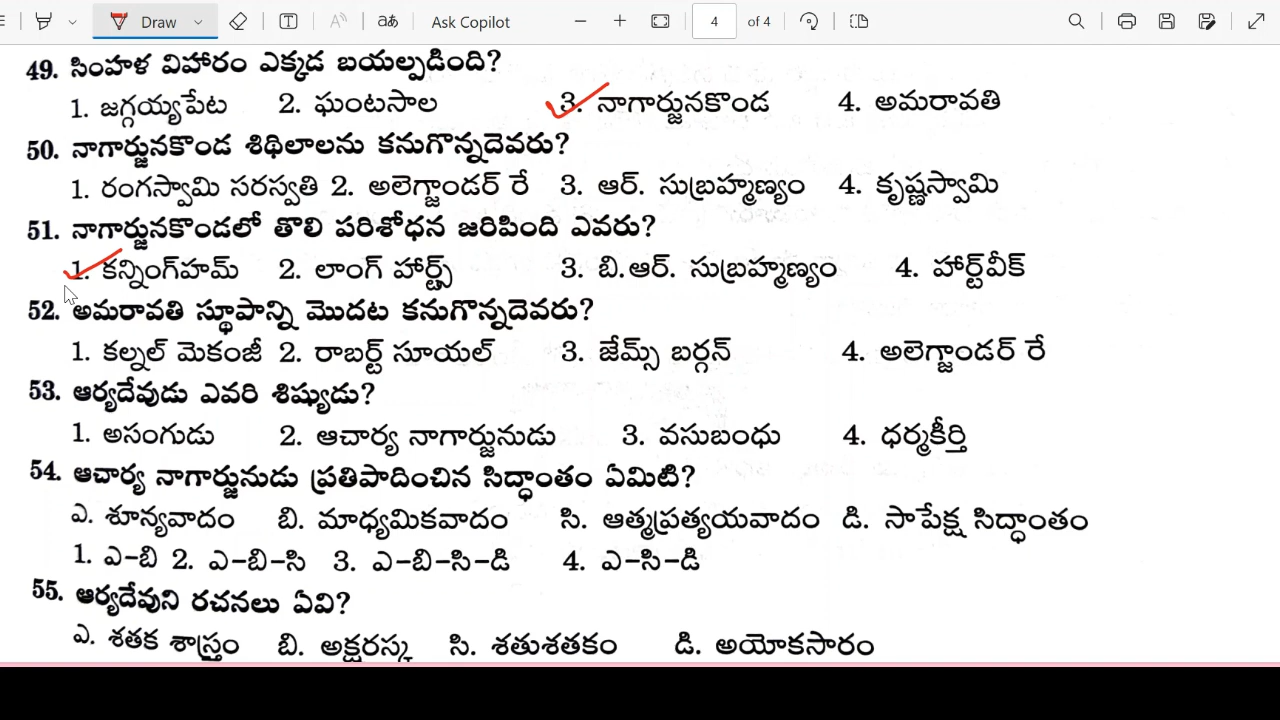 Draw
Ask Copilot
4 of 4
49. సింహళ విహారం ఎక్కడ బయల్పడింది?
1. జగ్గయ్యపేట 2. ఘంటసాల 3. నాగార్జునకొండ 4. అమరావతి
50. నాగార్జునకొండ శిథిలాలను కనుగొన్నదెవరు?
1. రంగస్వామి సరస్వతి 2. అలెగ్జాండర్ రే 3. ఆర్. సుబ్రహ్మణ్యం 4. కృష్ణస్వామి
51. నాగార్జునకొండలో తొలి పరిశోధన జరిపింది ఎవరు?
1. కన్నింగ్‌హమ్ 2. లాంగ్ హార్ట్స్ 3. బి.ఆర్. సుబ్రహ్మణ్యం 4. హార్ట్‌వీక్
52. అమరావతి స్థూపాన్ని మొదట కనుగొన్నదెవరు?
1. కల్నల్ మెకంజీ 2. రాబర్ట్ సూయల్ 3. జేమ్స్ బర్గన్ 4. అలెగ్జాండర్ రే
53. ఆర్యదేవుడు ఎవరి శిష్యుడు?
1. అసంగుడు 2. ఆచార్య నాగార్జునుడు 3. వసుబంధు 4. ధర్మకీర్తి
54. ఆచార్య నాగార్జునుడు ప్రతిపాదించిన సిద్ధాంతం ఏమిటి?
ఎ. శూన్యవాదం బి. మాధ్యమికవాదం సి. ఆత్మప్రత్యయవాదం డి. సాపేక్ష సిద్ధాంతం
1. ఎ-బి 2. ఎ-బి-సి 3. ఎ-బి-సి-డి 4. ఎ-సి-డి
55. ఆర్యదేవుని రచనలు ఏవి?
ఎ. శతక శాస్త్రం బి. అక్షరస్క సి. శతుశతకం డి. అయోకసారం